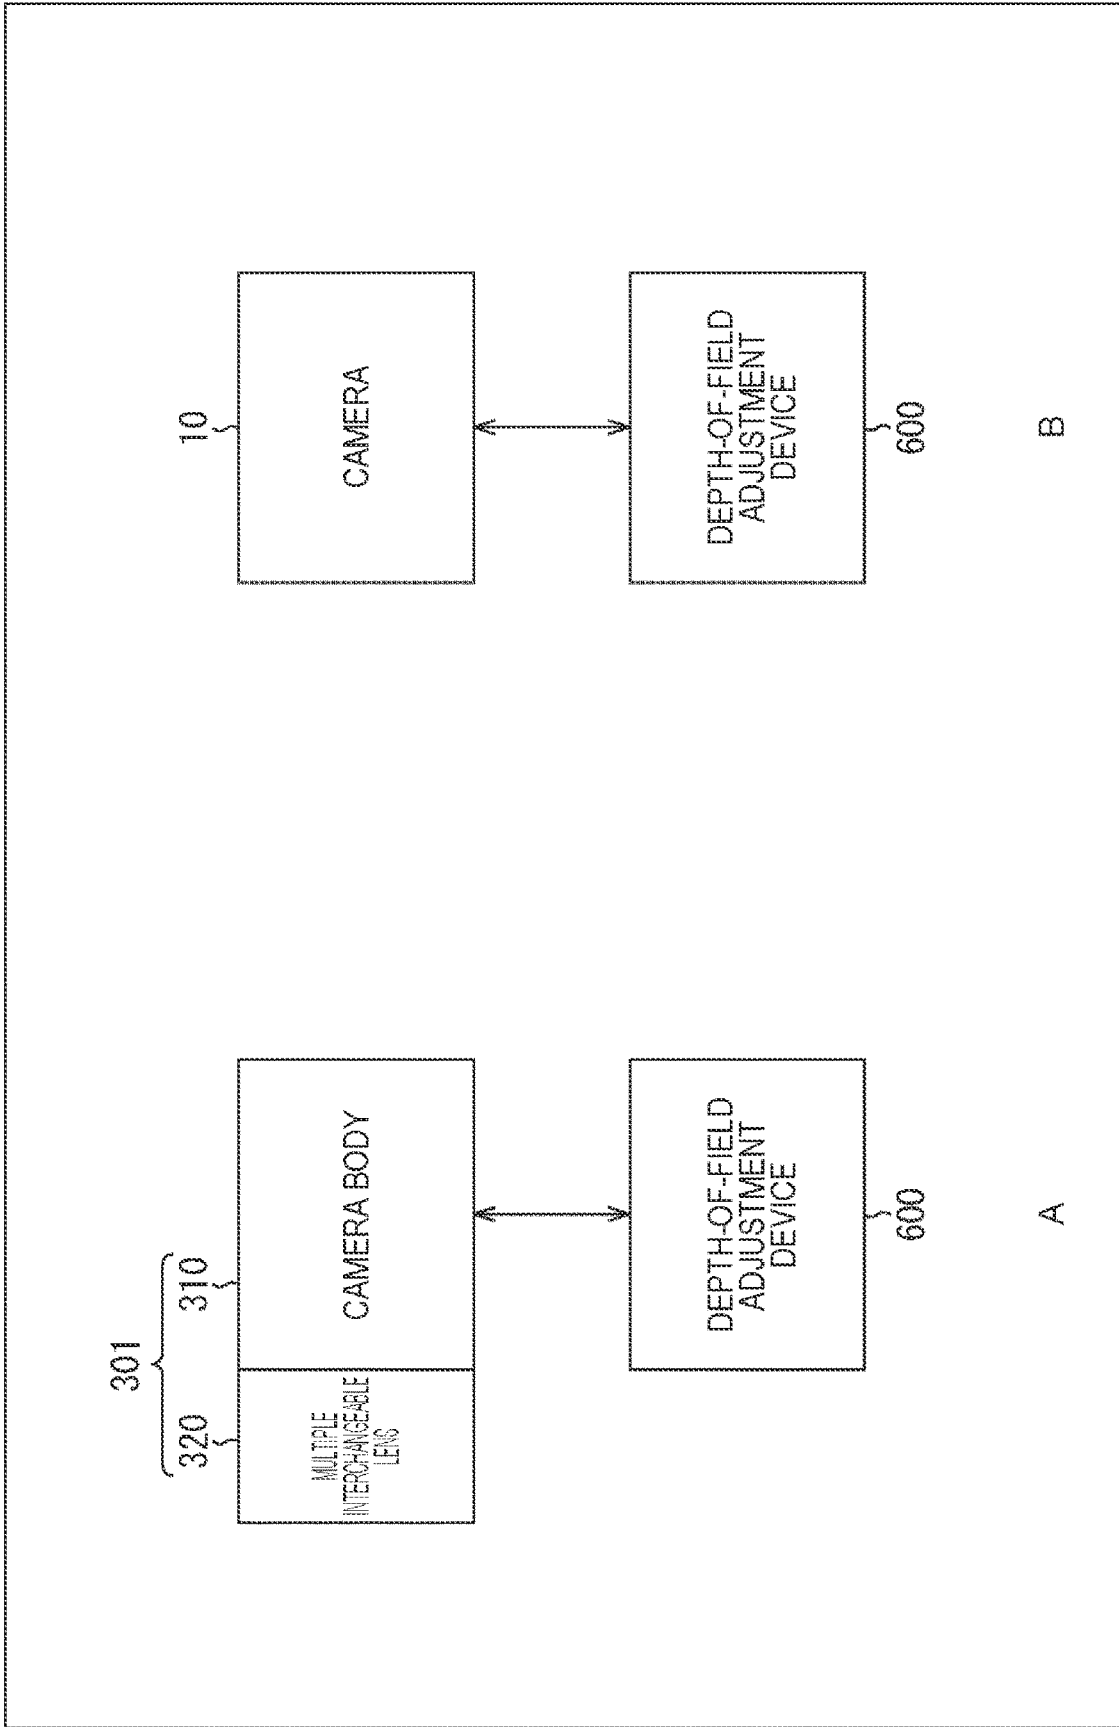 301
320
310
MULTIPLE
INTERCHANGEABLE
LENS
CAMERA BODY
DEPTH-OF-FIELD
ADJUSTMENT
DEVICE
600
A
10
CAMERA
DEPTH-OF-FIELD
ADJUSTMENT
DEVICE
600
B